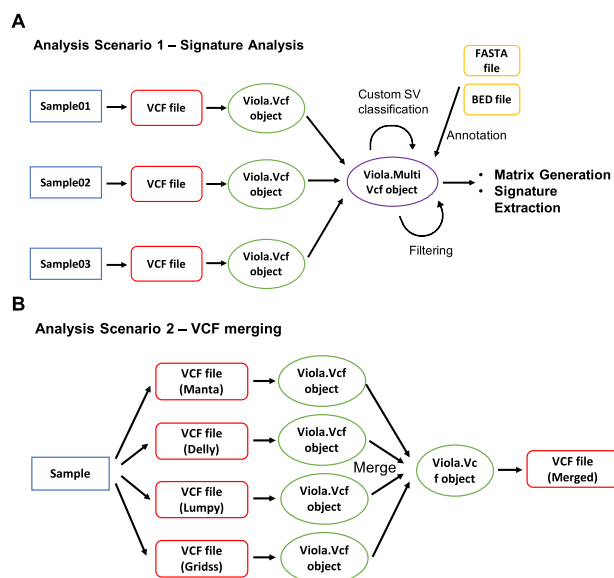 A
Analysis Scenario 1 – Signature Analysis
FASTA
file
BED file
Sample01
VCF file
Viola.Vcf
object
Custom SV
classification
Annotation
Sample02
VCF file
Viola.Vcf
object
Viola.Multi
Vcf object
• Matrix Generation
• Signature
Extraction
Sample03
VCF file
Viola.Vcf
object
Filtering
B
Analysis Scenario 2 – VCF merging
VCF file
(Manta)
Viola.Vcf
object
VCF file
(Delly)
Viola.Vcf
object
Sample
Merge
Viola.Vc
f object
VCF file
(Merged)
VCF file
(Lumpy)
Viola.Vcf
object
VCF file
(Gridss)
Viola.Vcf
object